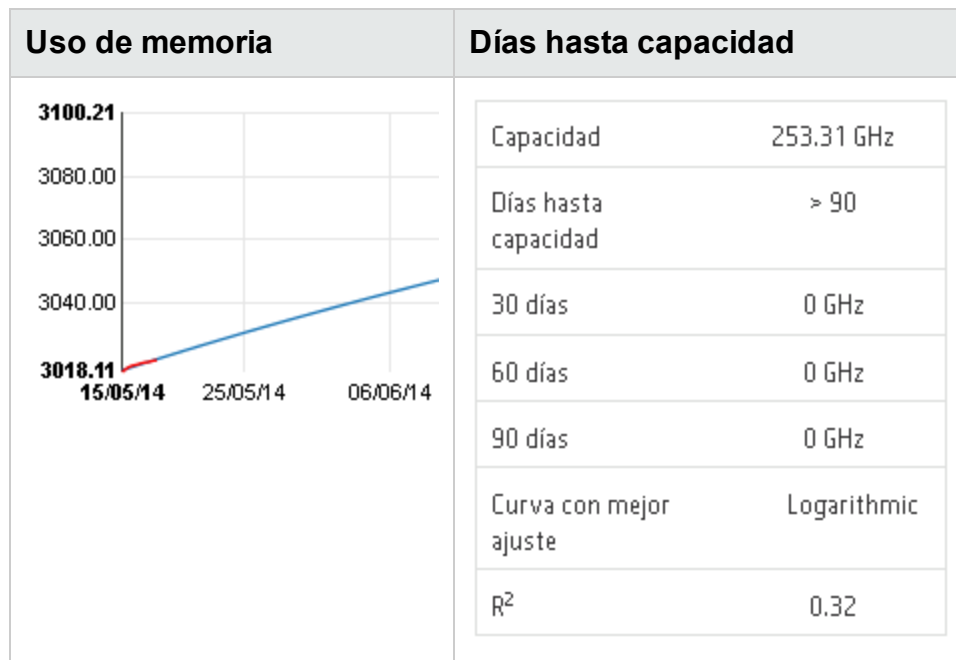 Uso de memoria
Días hasta capacidad
3100.21
3080.00
3060.00
3040.00
3018.11
15/05/14 25/05/14 06/06/14
Capacidad 253.31 GHz
Días hasta > 90
capacidad
30 días 0 GHz
60 días 0 GHz
90 días 0 GHz
Curva con mejor Logarithmic
ajuste
R² 0.32